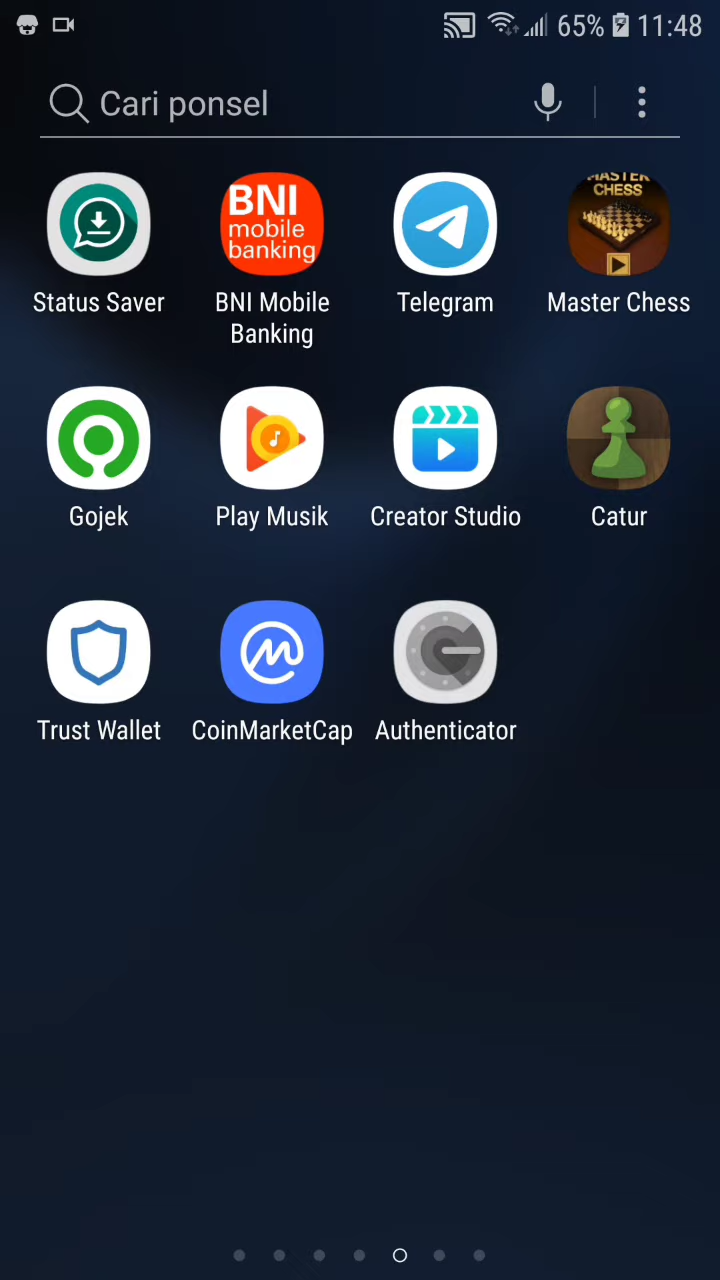 65% 11:48
Cari ponsel
BNI
mobile
banking
MASTER
CHESS
Status Saver
BNI Mobile
Banking
Telegram
Master Chess
Gojek
Play Musik
Creator Studio
Catur
Trust Wallet
CoinMarketCap
Authenticator